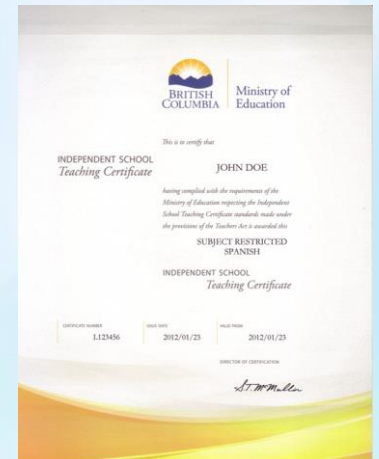 BRITISH
COLUMBIA
Ministry of
Education
This is to certify that
INDEPENDENT SCHOOL
Teaching Certificate
JOHN DOE
having complied with the requirements of the
Ministry of Education respecting the Independent
School Teaching Certificate standards made under
the provisions of the Teachers Act is awarded this
SUBJECT RESTRICTED
SPANISH
INDEPENDENT SCHOOL
Teaching Certificate
CERTIFICATE NUMBER
ISSUE DATE
VALID FROM
L123456
2012/01/23
2012/01/23
DIRECTOR OF CERTIFICATION